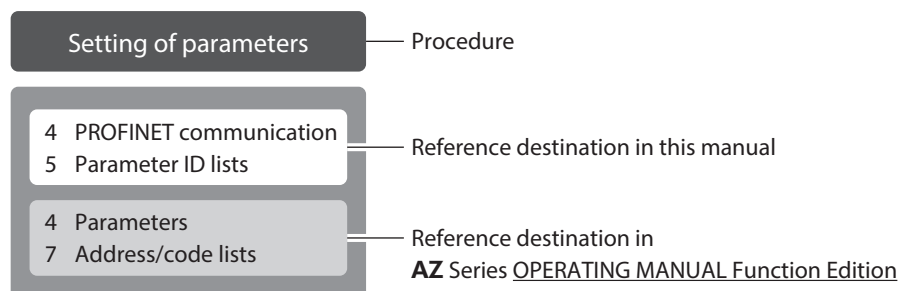 Setting of parameters
Procedure
4 PROFINET communication
5 Parameter ID lists
Reference destination in this manual
4 Parameters
7 Address/code lists
Reference destination in
AZ Series OPERATING MANUAL Function Edition